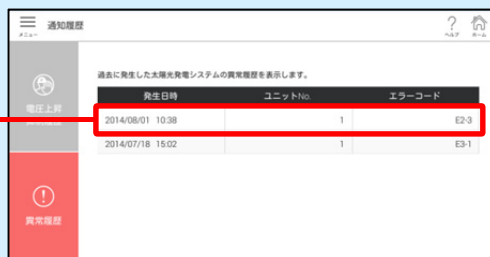 通知履歴
メニュー
ヘルプ
ホーム
過去に発生した太陽光発電システムの異常履歴を表示します。
発生日時 ユニットNo. エラーコード
2014/08/01 10:38 1 E2-3
2014/07/18 15:02 1 E3-1
電圧上昇
異常履歴